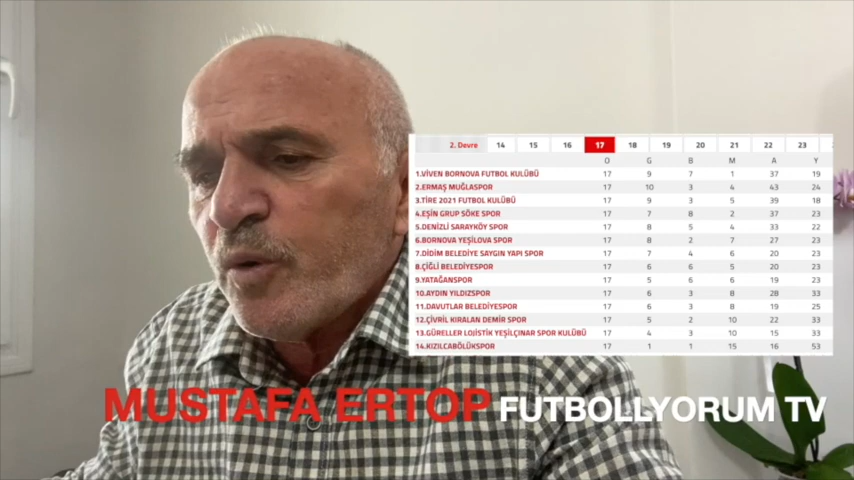 2. Devre 14 15 16 17 18 19 20 21 22 23
O G B M A Y
1.VİVEN BORNOVA FUTBOL KULÜBÜ 17 9 7 1 37 19
2.ERMAŞ MUĞLASPOR 17 10 3 4 43 24
3.TİRE 2021 FUTBOL KULÜBÜ 17 9 3 5 39 18
4.EŞİN GRUP SÖKE SPOR 17 7 8 2 37 23
5.DENİZLİ SARAYKÖY SPOR 17 8 5 4 33 22
6.BORNOVA YEŞİLOVA SPOR 17 8 2 7 27 23
7.DİDİM BELEDİYE SAYGIN YAPI SPOR 17 7 4 6 20 23
8.ÇİĞLİ BELEDİYESPOR 17 6 6 5 20 23
9.YATAĞANSPOR 17 5 6 6 19 23
10.AYDIN YILDIZSPOR 17 6 3 8 28 33
11.DAVUTLAR BELEDİYESPOR 17 6 3 8 19 25
12.ÇİVRİL KIRALAN DEMİR SPOR 17 5 2 10 22 33
13.GÜRELLER LOJİSTİK YEŞİLÇINAR SPOR KULÜBÜ 17 4 3 10 15 33
14.KIZILCABÖLÜKSPOR 17 1 1 15 16 53
MUSTAFA ERTOP FUTBOLLYORUM TV